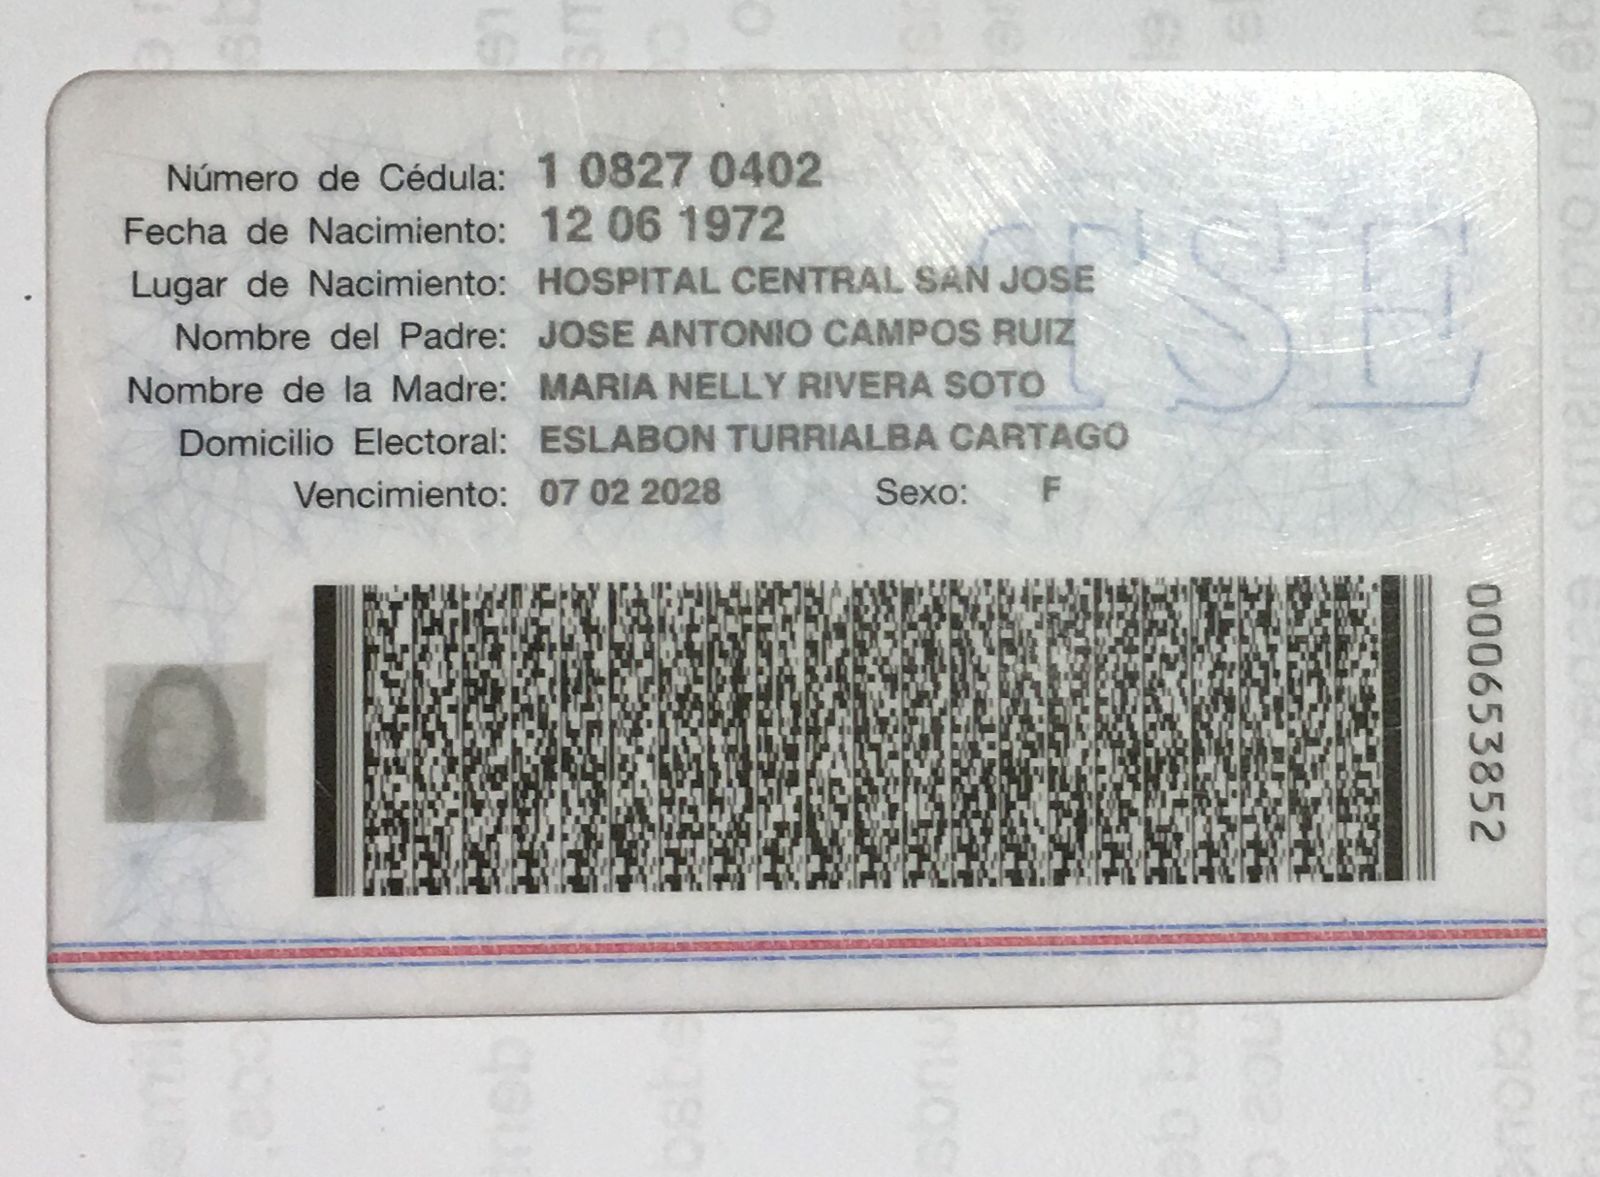 Número de Cédula: 1 0827 0402
Fecha de Nacimiento: 12 06 1972
Lugar de Nacimiento: HOSPITAL CENTRAL SAN JOSE
Nombre del Padre: JOSE ANTONIO CAMPOS RUIZ
Nombre de la Madre: MARIA NELLY RIVERA SOTO
Domicilio Electoral: ESLABON TURRIALBA CARTAGO
Vencimiento: 07 02 2028 Sexo: F
TSE
000653852